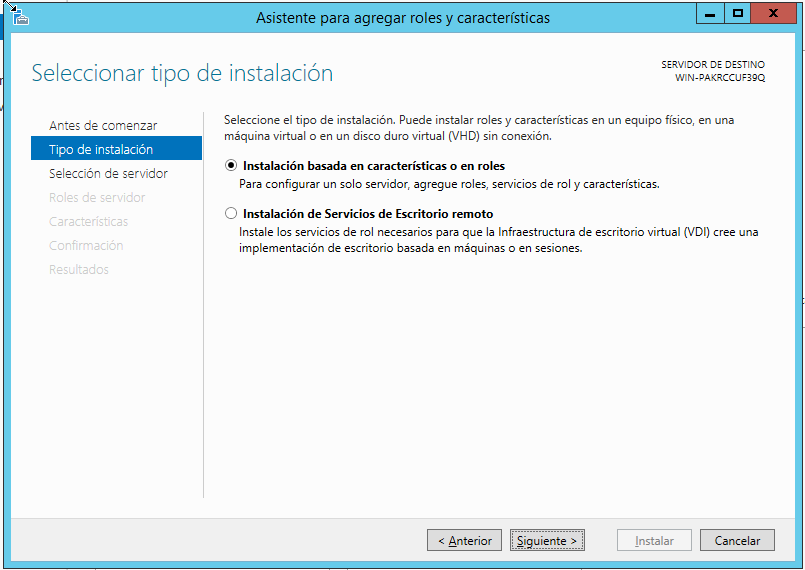 Asistente para agregar roles y características
Seleccionar tipo de instalación
SERVIDOR DE DESTINO
WIN-PAKRCCUF39Q
Antes de comenzar
Tipo de instalación
Selección de servidor
Roles de servidor
Características
Confirmación
Resultados
Seleccione el tipo de instalación. Puede instalar roles y características en un equipo físico, en una
máquina virtual o en un disco duro virtual (VHD) sin conexión.
Instalación basada en características o en roles
Para configurar un solo servidor, agregue roles, servicios de rol y características.
Instalación de Servicios de Escritorio remoto
Instale los servicios de rol necesarios para que la Infraestructura de escritorio virtual (VDI) cree una
implementación de escritorio basada en máquinas o en sesiones.
< Anterior
Siguiente >
Instalar
Cancelar